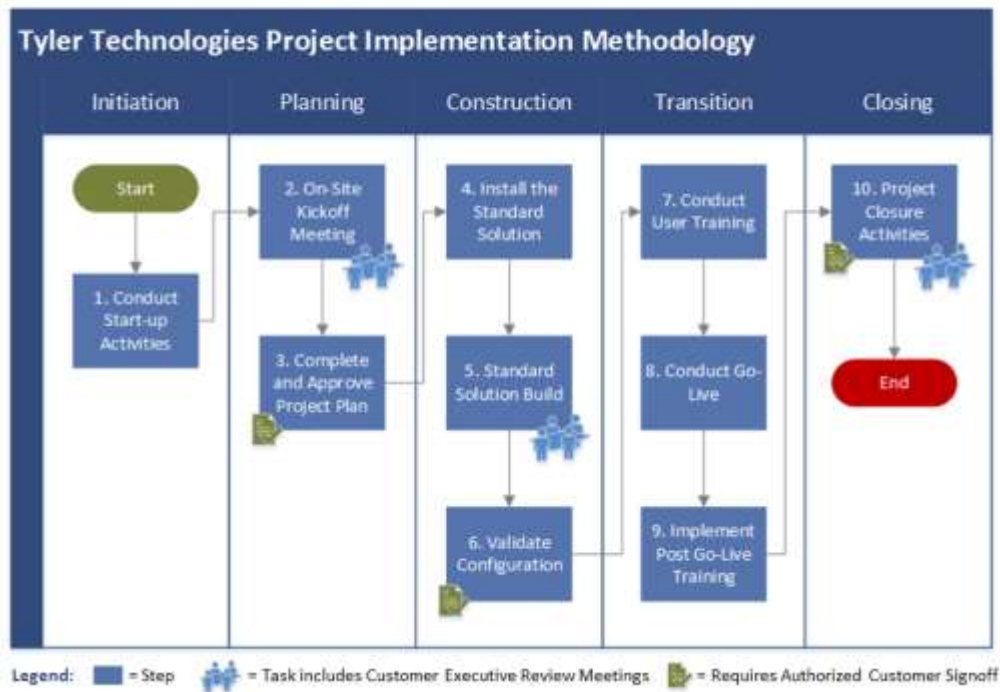 Tyler Technologies Project Implementation Methodology
Initiation
Planning
Construction
Transition
Closing
Start
1. Conduct
Start-up
Activities
2. On-Site
Kickoff
Meeting
3. Complete
and Approve
Project Plan
4. Install the
Standard
Solution
5. Standard
Solution Build
6. Validate
Configuration
7. Conduct
User Training
8. Conduct Go-
Live
9. Implement
Post Go-Live
Training
10. Project
Closure
Activities
End
Legend: = Step = Task includes Customer Executive Review Meetings = Requires Authorized Customer Signoff